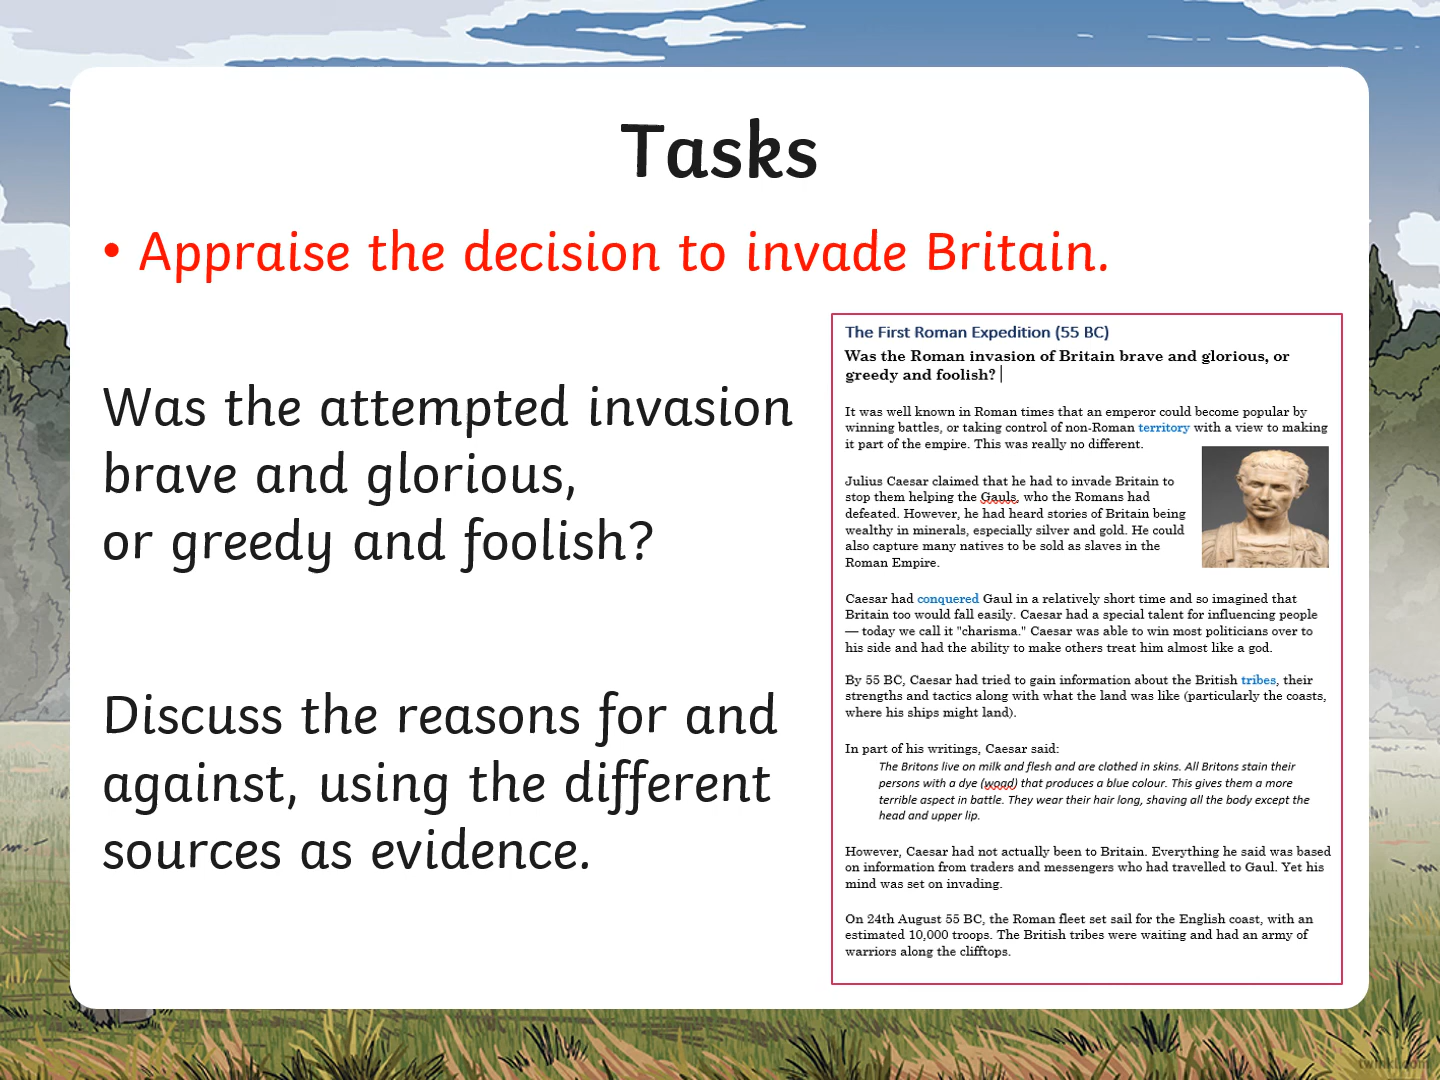 Tasks
• Appraise the decision to invade Britain.
Was the attempted invasion
brave and glorious,
or greedy and foolish?
Discuss the reasons for and
against, using the different
sources as evidence.
The First Roman Expedition (55 BC)
Was the Roman invasion of Britain brave and glorious, or
greedy and foolish?
It was well known in Roman times that an emperor could become popular by
winning battles, or taking control of non-Roman territory with a view to making
it part of the empire. This was really no different.
Julius Caesar claimed that he had to invade Britain to
stop them helping the Gauls, who the Romans had
defeated. However, he had heard stories of Britain being
wealthy in minerals, especially silver and gold. He could
also capture many natives to be sold as slaves in the
Roman Empire.
Caesar had conquered Gaul in a relatively short time and so imagined that
Britain too would fall easily. Caesar had a special talent for influencing people
— today we call it "charisma." Caesar was able to win most politicians over to
his side and had the ability to make others treat him almost like a god.
By 55 BC, Caesar had tried to gain information about the British tribes, their
strengths and tactics along with what the land was like (particularly the coasts,
where his ships might land).
In part of his writings, Caesar said:
The Britons live on milk and flesh and are clothed in skins. All Britons stain their
persons with a dye (woad) that produces a blue colour. This gives them a more
terrible aspect in battle. They wear their hair long, shaving all the body except the
head and upper lip.
However, Caesar had not actually been to Britain. Everything he said was based
on information from traders and messengers who had travelled to Gaul. Yet his
mind was set on invading.
On 24th August 55 BC, the Roman fleet set sail for the English coast, with an
estimated 10,000 troops. The British tribes were waiting and had an army of
warriors along the clifftops.
twinkl.com